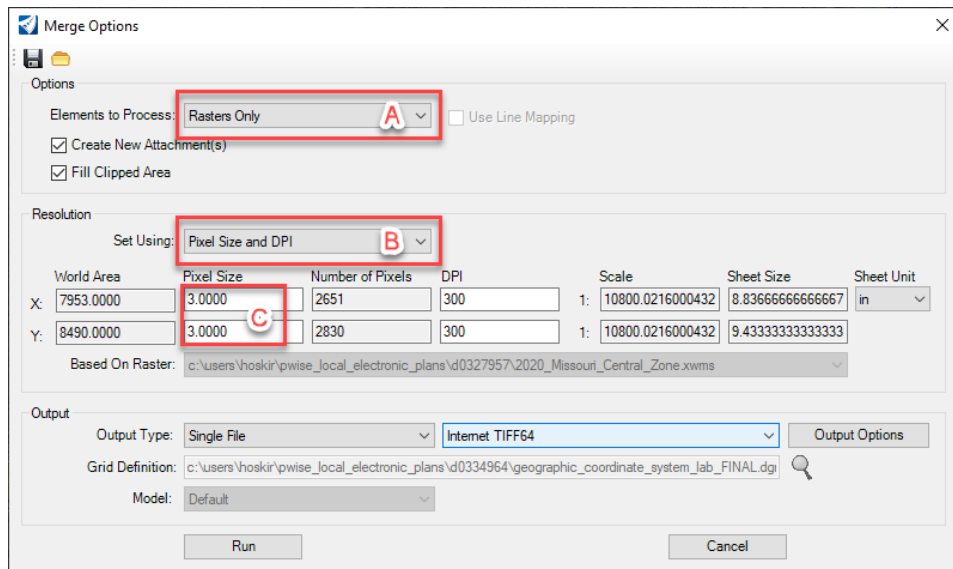 Merge Options
Options
Elements to Process: Rasters Only A Use Line Mapping
Create New Attachment(s)
Fill Clipped Area
Resolution
Set Using: Pixel Size and DPI B
World Area Pixel Size Number of Pixels DPI Scale Sheet Size Sheet Unit
X: 7953.0000 3.0000 2651 300 1: 10800.0216000432 8.83666666666667 in
C
Y: 8490.0000 3.0000 2830 300 1: 10800.0216000432 9.43333333333333
Based On Raster: c:\users\hoskir\pwise_local_electronic_plans\d0327957\2020_Missouri_Central_Zone.xwms
Output
Output Type: Single File Internet TIFF64 Output Options
Grid Definition: c:\users\hoskir\pwise_local_electronic_plans\d0334964\geographic_coordinate_system_lab_FINAL.dgn
Model: Default
Run Cancel